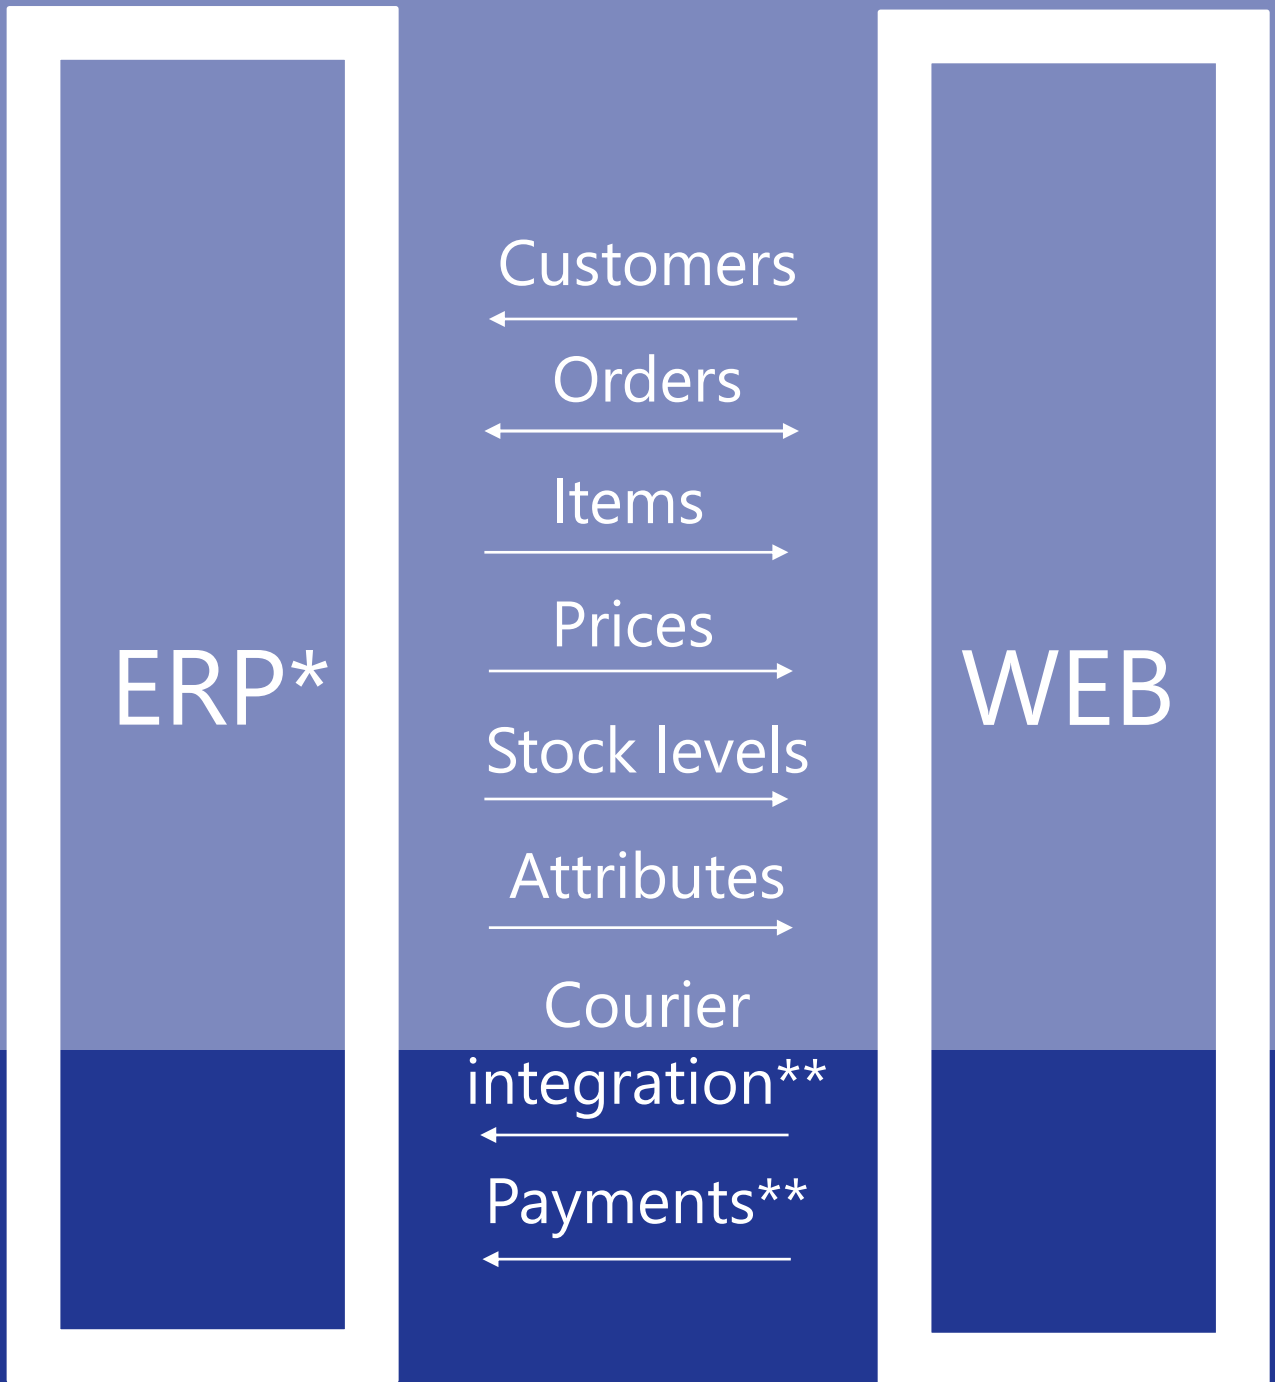 Customers
Orders
Items
Prices
ERP*
WEB
Stock levels
Attributes
Courier
integration**
Payments**